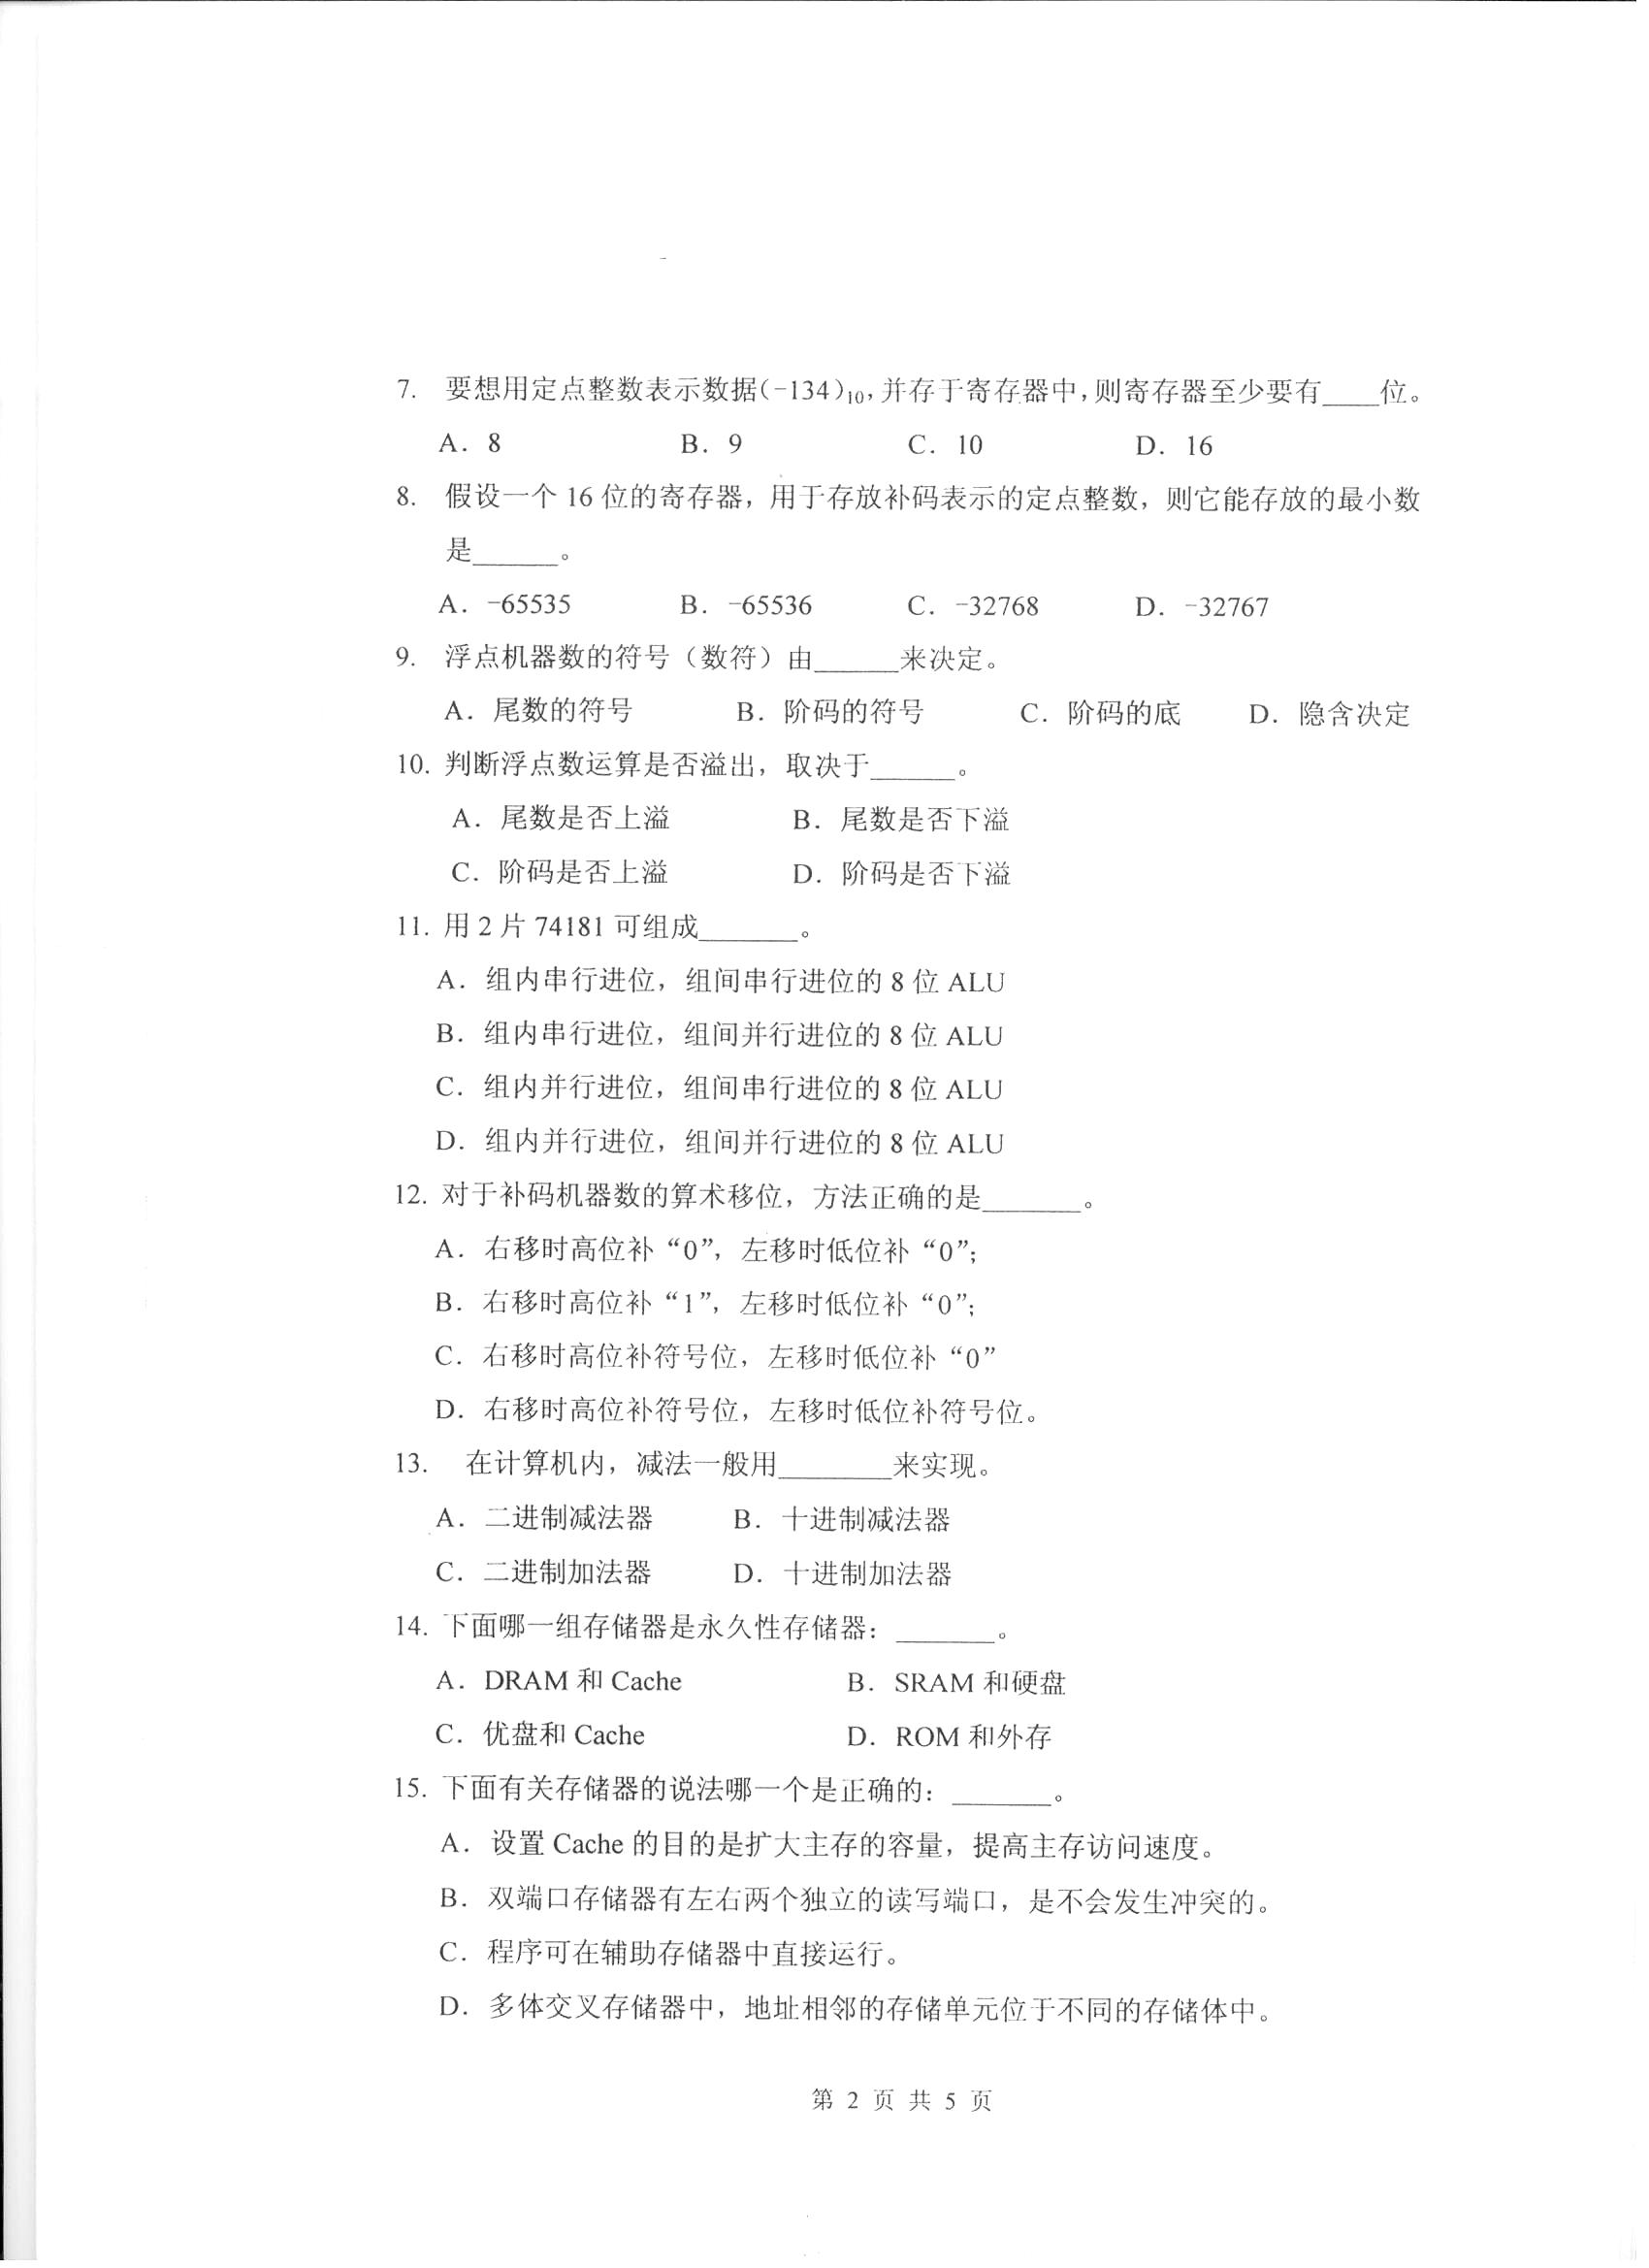 7. 要想用定点整数表示数据(-134)10,并存于寄存器中,则寄存器至少要有____位。
A. 8 B. 9 C. 10 D. 16
8. 假设一个 16 位的寄存器，用于存放补码表示的定点整数，则它能存放的最小数
是______。
A. -65535 B. -65536 C. -32768 D. -32767
9. 浮点机器数的符号（数符）由______来决定。
A. 尾数的符号 B. 阶码的符号 C. 阶码的底 D. 隐含决定
10. 判断浮点数运算是否溢出，取决于______。
A. 尾数是否上溢 B. 尾数是否下溢
C. 阶码是否上溢 D. 阶码是否下溢
11. 用 2 片 74181 可组成_______。
A. 组内串行进位，组间串行进位的 8 位 ALU
B. 组内串行进位，组间并行进位的 8 位 ALU
C. 组内并行进位，组间串行进位的 8 位 ALU
D. 组内并行进位，组间并行进位的 8 位 ALU
12. 对于补码机器数的算术移位，方法正确的是_______。
A. 右移时高位补“0”，左移时低位补“0”；
B. 右移时高位补“1”，左移时低位补“0”；
C. 右移时高位补符号位，左移时低位补“0”
D. 右移时高位补符号位，左移时低位补符号位。
13. 在计算机内，减法一般用________来实现。
A. 二进制减法器 B. 十进制减法器
C. 二进制加法器 D. 十进制加法器
14. 下面哪一组存储器是永久性存储器：_______。
A. DRAM 和 Cache B. SRAM 和硬盘
C. 优盘和 Cache D. ROM 和外存
15. 下面有关存储器的说法哪一个是正确的：_______。
A. 设置 Cache 的目的是扩大主存的容量，提高主存访问速度。
B. 双端口存储器有左右两个独立的读写端口，是不会发生冲突的。
C. 程序可在辅助存储器中直接运行。
D. 多体交叉存储器中，地址相邻的存储单元位于不同的存储体中。
第 2 页 共 5 页